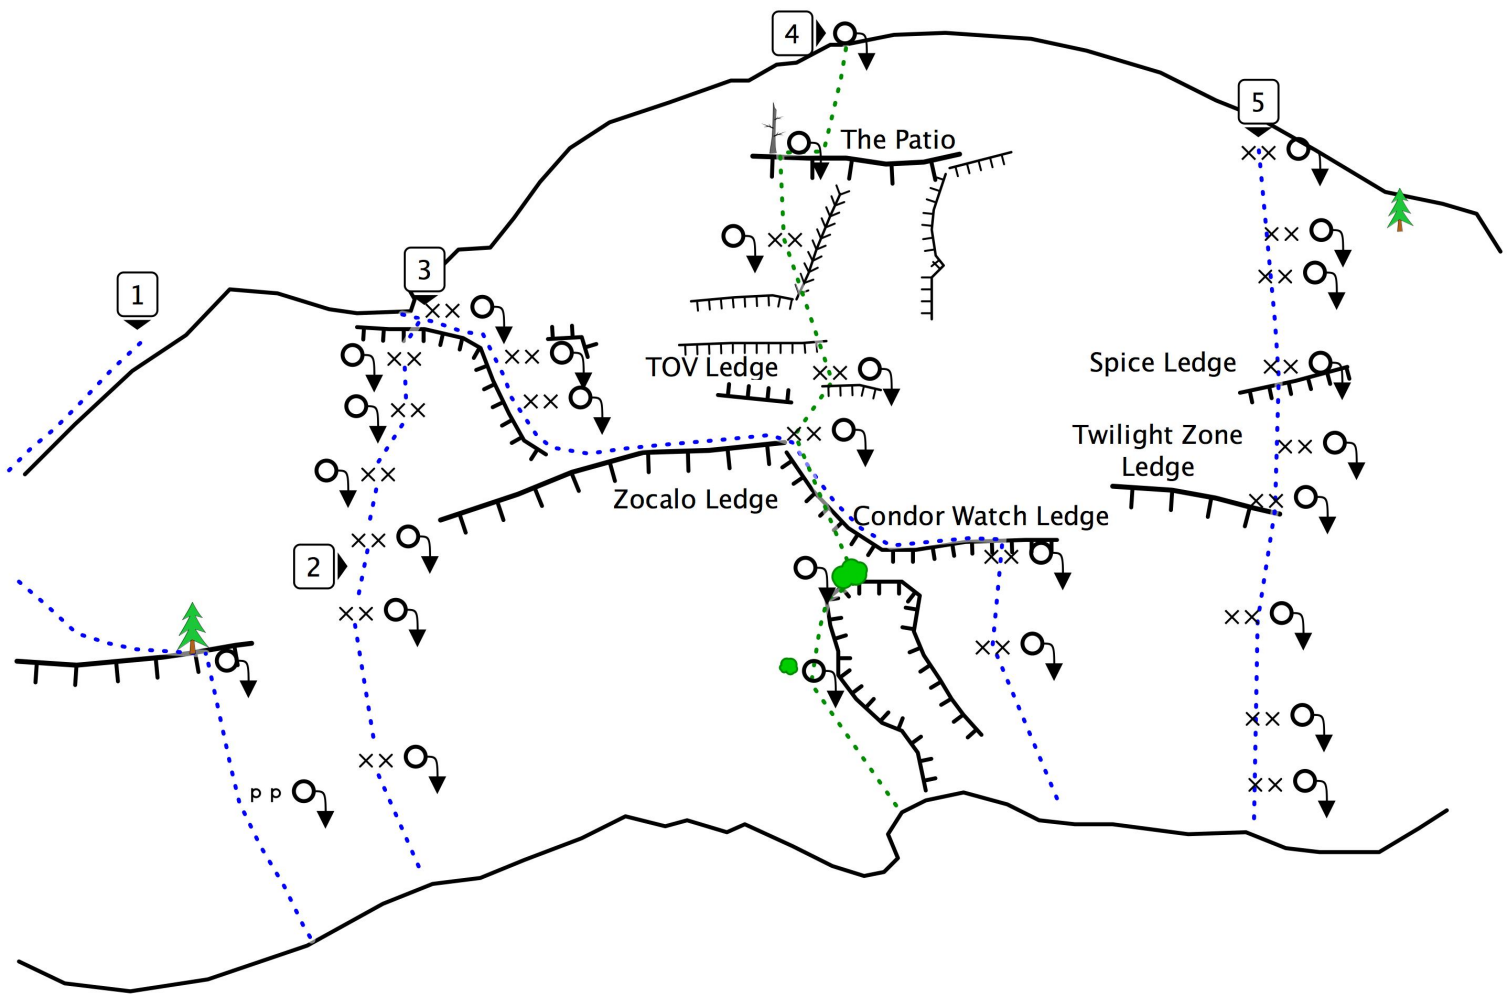 4
The Patio
5
3
1
TOV Ledge
Spice Ledge
Twilight Zone
Ledge
Zocalo Ledge
Condor Watch Ledge
2
p p